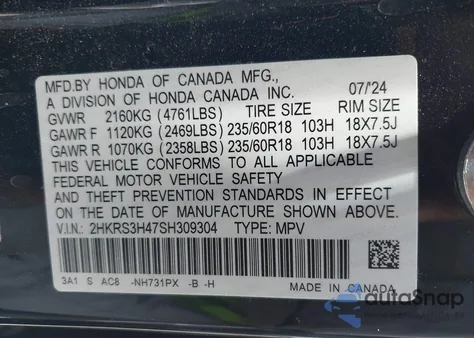 MFD.BY HONDA OF CANADA MFG.,
A DIVISION OF HONDA CANADA INC. 07/'24
GVWR 2160KG (4761LBS) TIRE SIZE RIM SIZE
GAWR F 1120KG (2469LBS) 235/60R18 103H 18X7.5J
GAWR R 1070KG (2358LBS) 235/60R18 103H 18X7.5J
THIS VEHICLE CONFORMS TO ALL APPLICABLE
FEDERAL MOTOR VEHICLE SAFETY
AND THEFT PREVENTION STANDARDS IN EFFECT ON THE
DATE OF MANUFACTURE SHOWN ABOVE.
V.I.N.: 2HKRS3H47SH309304 TYPE: MPV
3A1 S AC8 -NH731PX -B -H MADE IN CANADA
autoSnap